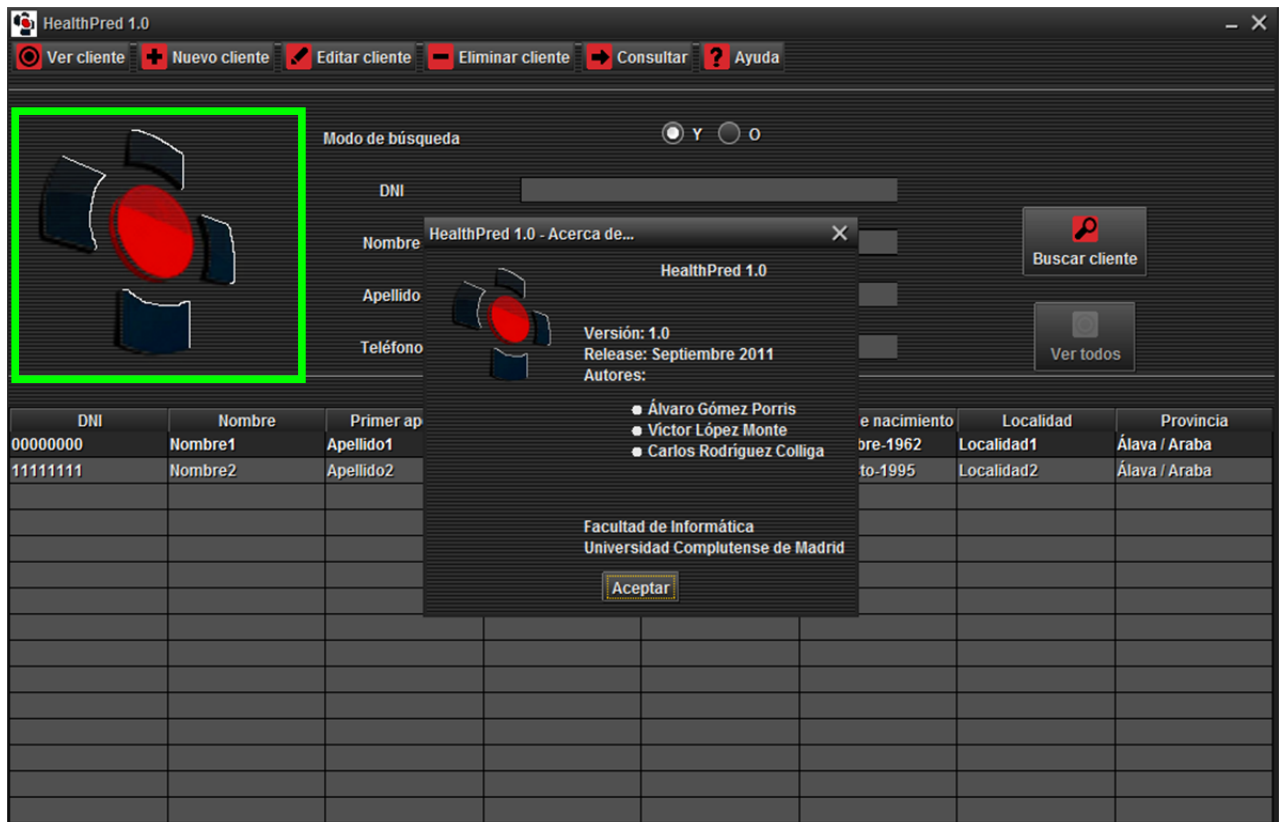 HealthPred 1.0
Ver cliente Nuevo cliente Editar cliente Eliminar cliente Consultar Ayuda
Modo de búsqueda Y O
DNI
Nombre
Apellido
Teléfono
Buscar cliente
Ver todos
HealthPred 1.0 - Acerca de...
HealthPred 1.0
Versión: 1.0
Release: Septiembre 2011
Autores:
Álvaro Gómez Porris
Víctor López Monte
Carlos Rodríguez Colliga
Facultad de Informática
Universidad Complutense de Madrid
Aceptar
DNI Nombre Primer ap e nacimiento Localidad Provincia
00000000 Nombre1 Apellido1 bre-1962 Localidad1 Álava / Araba
11111111 Nombre2 Apellido2 to-1995 Localidad2 Álava / Araba